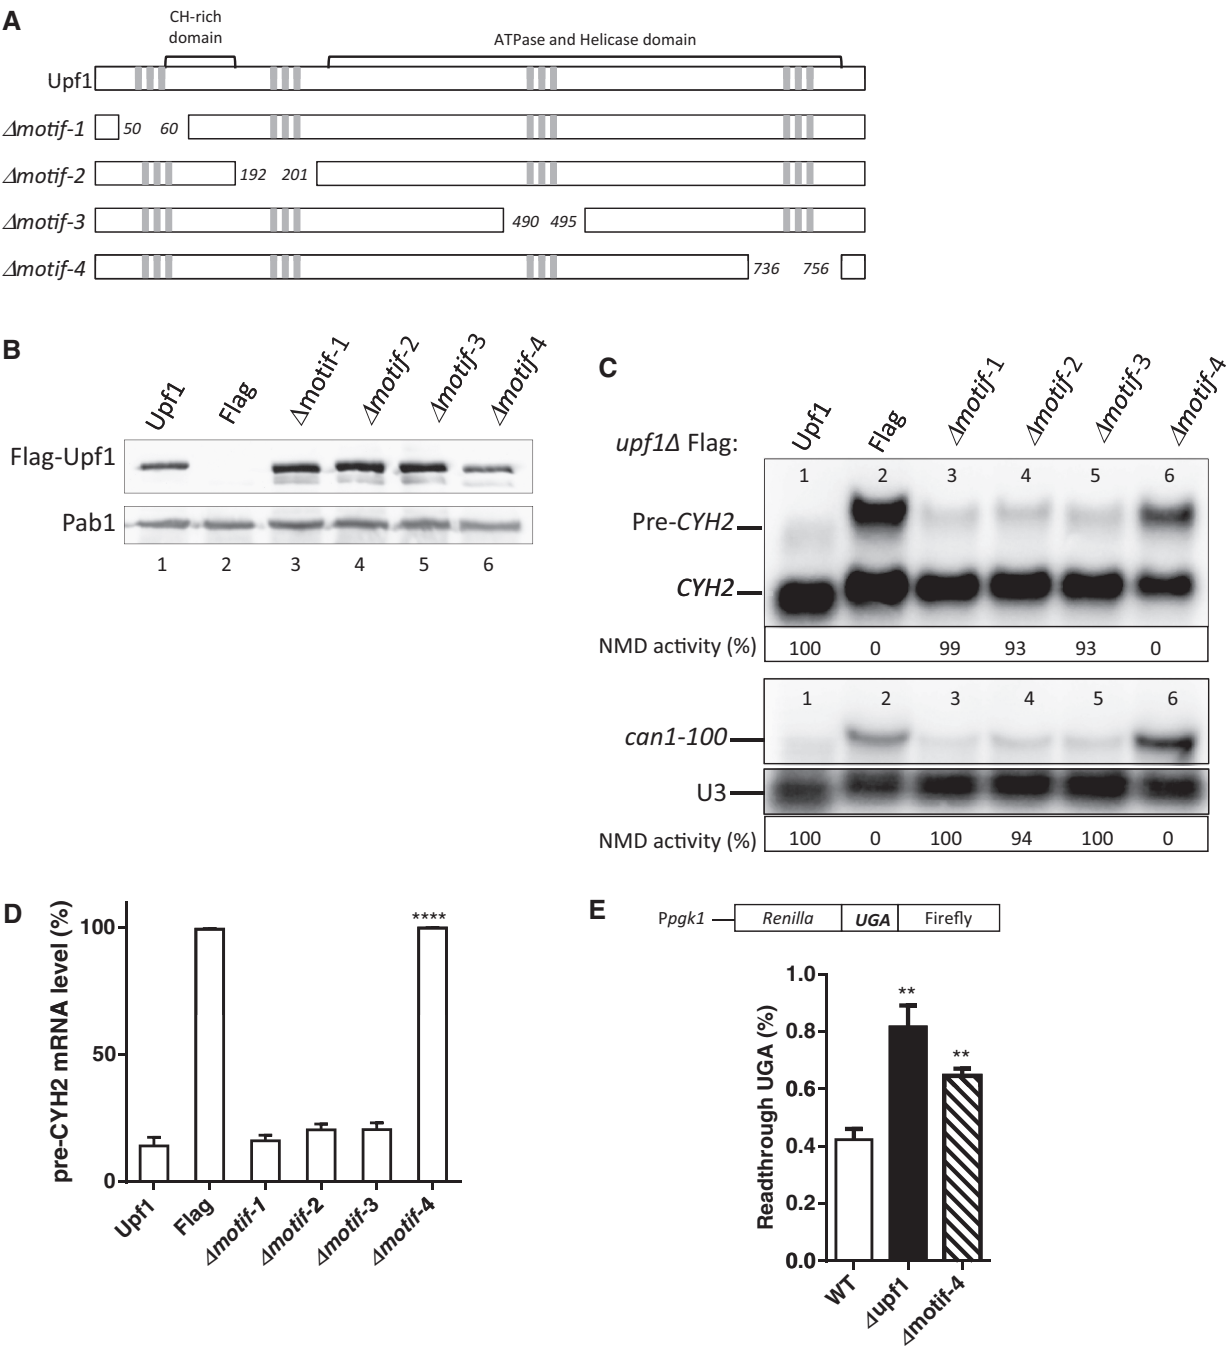 A
CH-rich
domain
ATPase and Helicase domain
Upf1
Δmotif-1 50 60
Δmotif-2 192 201
Δmotif-3 490 495
Δmotif-4 736 756
B
Upf1 Flag Δmotif-1 Δmotif-2 Δmotif-3 Δmotif-4
Flag-Upf1
Pab1
1 2 3 4 5 6
C
upf1Δ Flag: Upf1 Flag Δmotif-1 Δmotif-2 Δmotif-3 Δmotif-4
1 2 3 4 5 6
Pre-CYH2
CYH2
NMD activity (%) 100 0 99 93 93 0
1 2 3 4 5 6
can1-100
U3
NMD activity (%) 100 0 100 94 100 0
D
pre-CYH2 mRNA level (%)
100
50
0
****
Upf1 Flag Δmotif-1 Δmotif-2 Δmotif-3 Δmotif-4
E
Ppgk1 Renilla UGA Firefly
Readthrough UGA (%)
1.0
0.8
0.6
0.4
0.2
0.0
** **
WT Δupf1 Δmotif-4